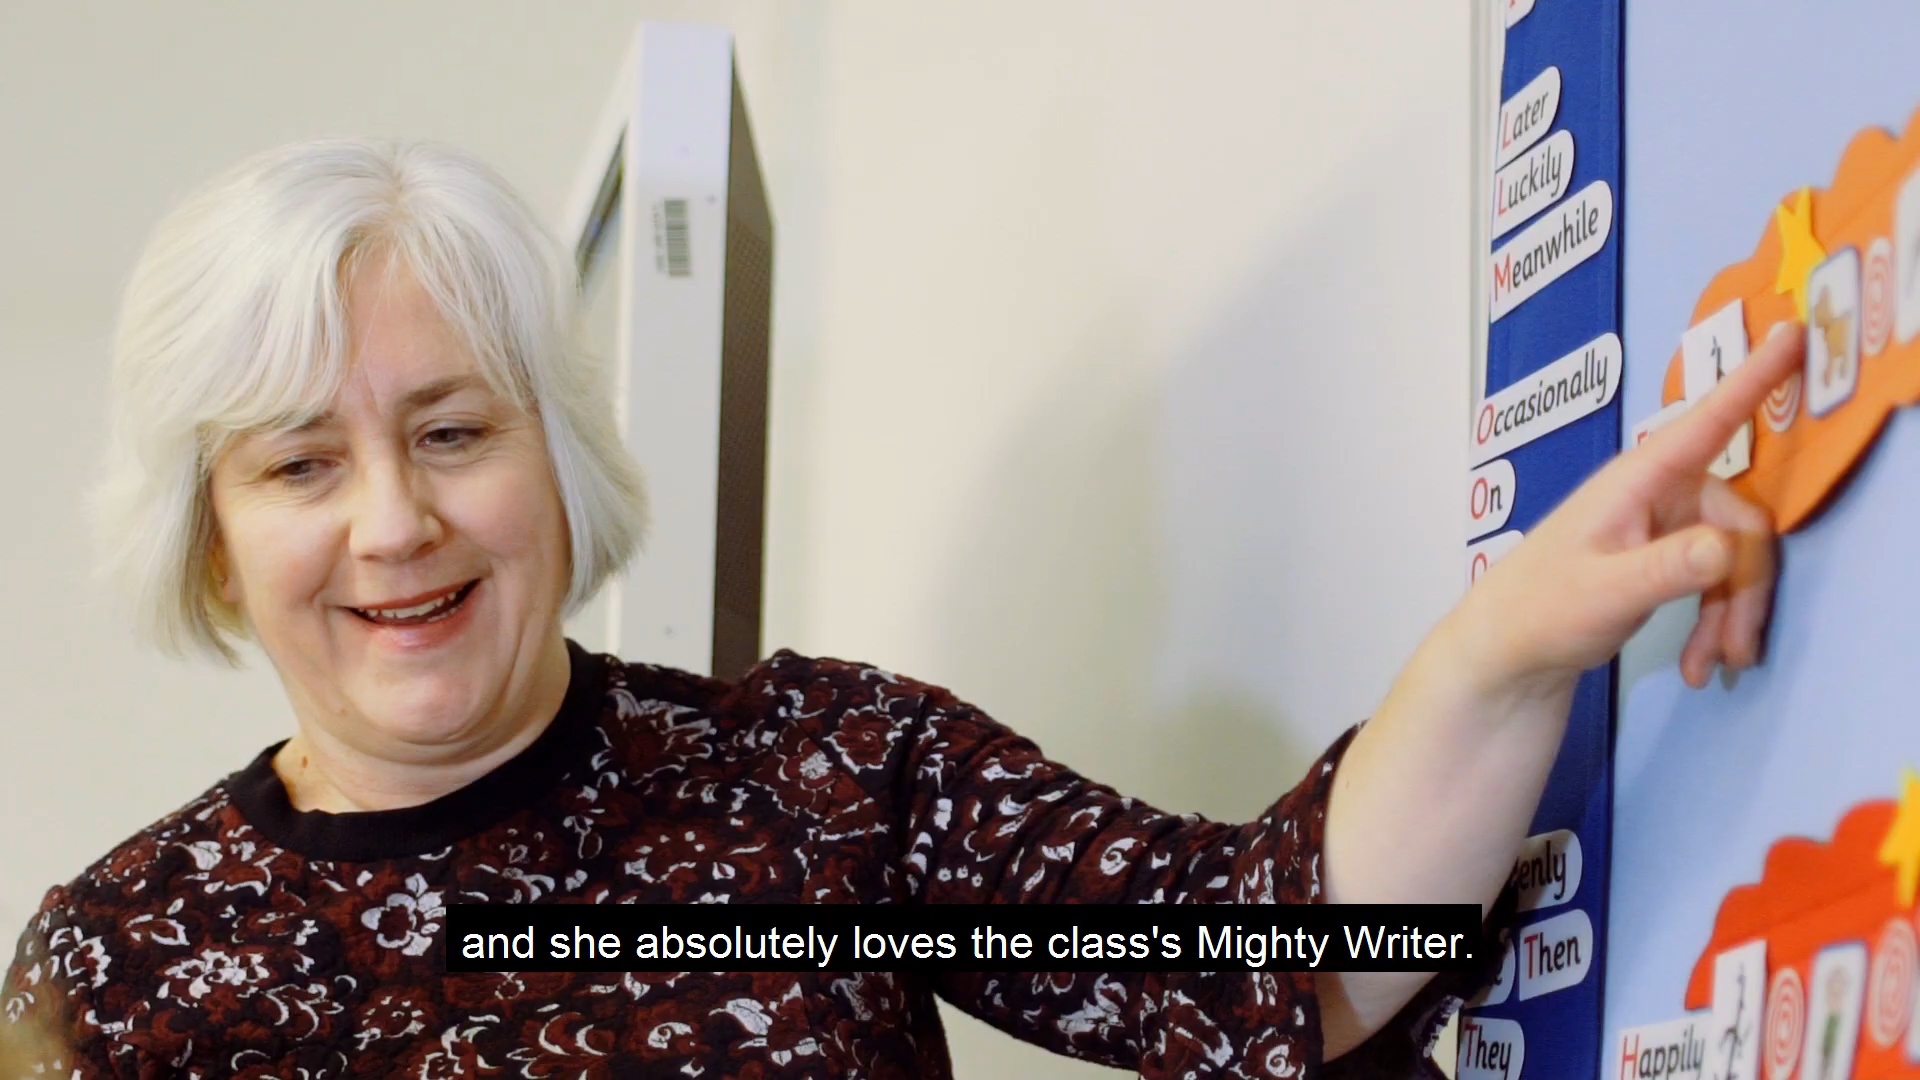 Later
Luckily
Meanwhile
Occasionally
On
Then
They
Happily
and she absolutely loves the class's Mighty Writer.